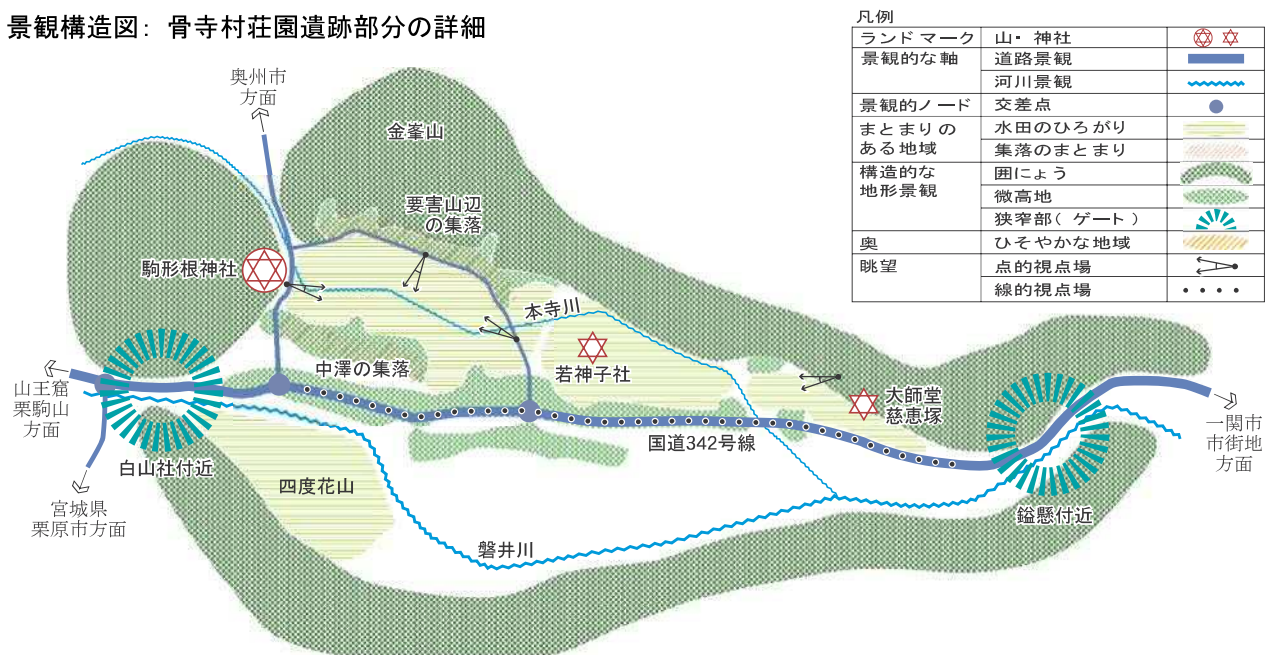 景観構造図：骨寺村荘園遺跡部分の詳細
凡例
ランドマーク 山・神社
景観的な軸 道路景観
河川景観
景観的ノード 交差点
まとまりの
ある地域
水田のひろがり
集落のまとまり
構造的な
地形景観
囲にょう
微高地
狭窄部(ゲート)
奥 ひそやかな地域
眺望 点的視点場
線的視点場
奥州市
方面
金峯山
要害山辺
の集落
駒形根神社
本寺川
中澤の集落
若神子社
大師堂
慈恵塚
山王窟
栗駒山
方面
国道342号線
一関市
市街地
方面
白山社付近
四度花山
宮城県
栗原市方面
磐井川
鎰懸付近